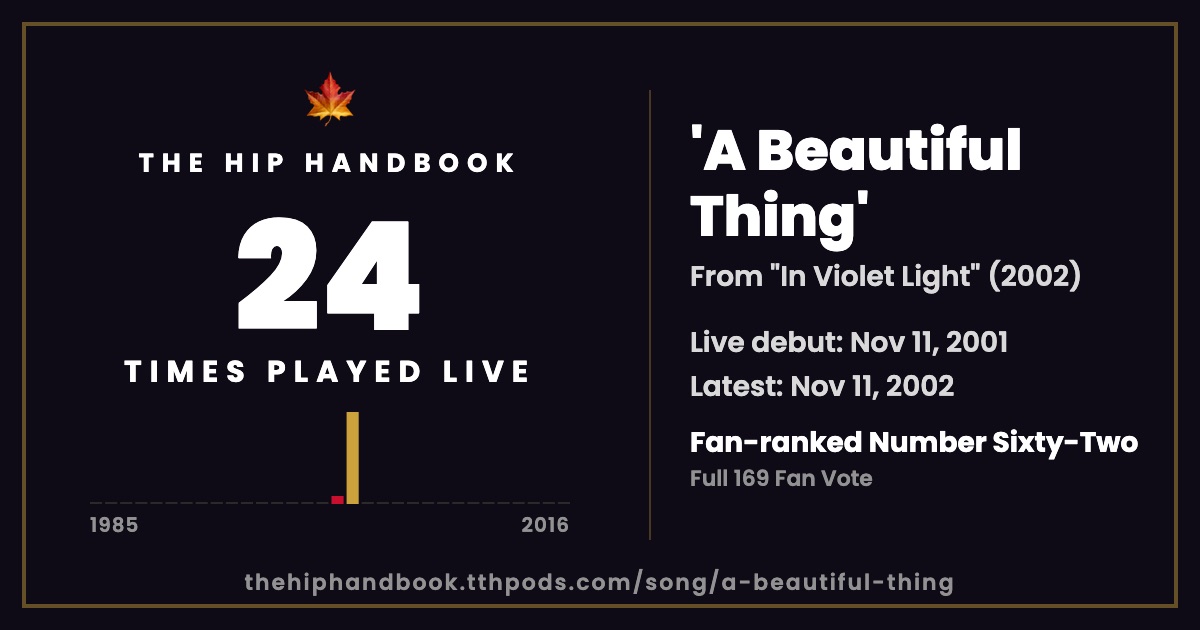 THE HIP HANDBOOK
24
TIMES PLAYED LIVE
1985
2016
'A Beautiful
Thing'
From "In Violet Light" (2002)
Live debut: Nov 11, 2001
Latest: Nov 11, 2002
Fan-ranked Number Sixty-Two
Full 169 Fan Vote
thehiphandbook.tthpods.com/song/a-beautiful-thing